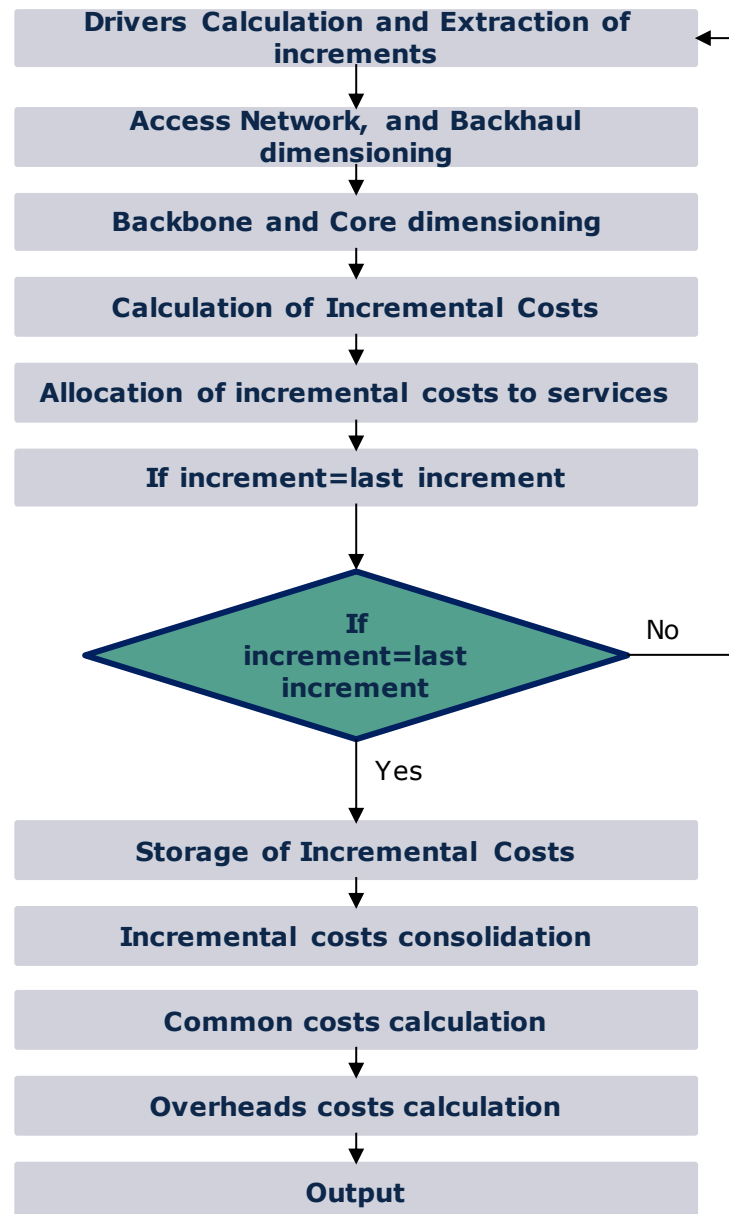 Drivers Calculation and Extraction of
increments
Access Network, and Backhaul
dimensioning
Backbone and Core dimensioning
Calculation of Incremental Costs
Allocation of incremental costs to services
If increment=last increment
If
increment=last
increment
No
Yes
Storage of Incremental Costs
Incremental costs consolidation
Common costs calculation
Overheads costs calculation
Output